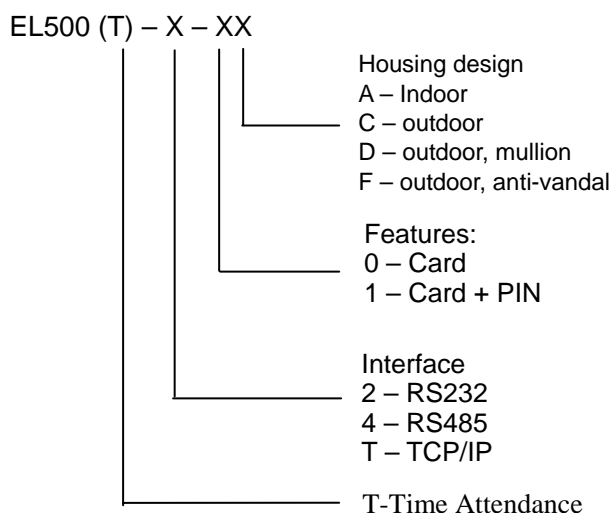 EL500 (T) – X – XX
Housing design
A – Indoor
C – outdoor
D – outdoor, mullion
F – outdoor, anti-vandal
Features:
0 – Card
1 – Card + PIN
Interface
2 – RS232
4 – RS485
T – TCP/IP
T-Time Attendance